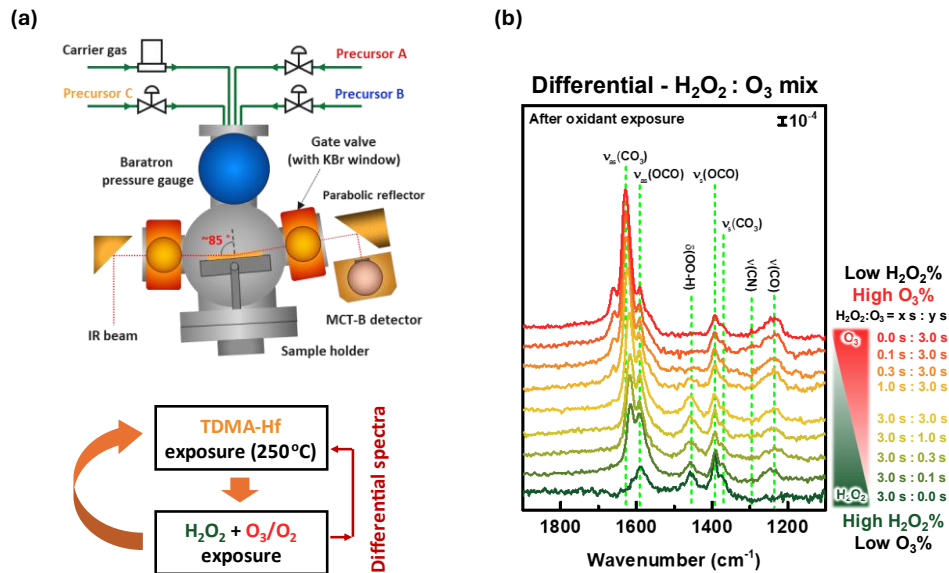 (a)
Carrier gas
Precursor A
Precursor C
Precursor B
Baratron
pressure gauge
Gate valve
(with KBr window)
Parabolic reflector
~85 °
IR beam
MCT-B detector
Sample holder
TDMA-Hf
exposure (250°C)
H₂O₂ + O₃/O₂
exposure
Differential spectra
(b)
Differential - H₂O₂ : O₃ mix
After oxidant exposure
10⁻⁴
νₐₛ(CO₃)
νₐₛ(OCO)
νₛ(OCO)
νₛ(CO₃)
δ(OO-H)
ν(CN)
ν(CO)
1800
1600
1400
1200
Wavenumber (cm⁻¹)
Low H₂O₂%
High O₃%
H₂O₂:O₃ = x s : y s
O₃
0.0 s : 3.0 s
0.1 s : 3.0 s
0.3 s : 3.0 s
1.0 s : 3.0 s
3.0 s : 3.0 s
3.0 s : 1.0 s
3.0 s : 0.3 s
3.0 s : 0.1 s
H₂O₂
3.0 s : 0.0 s
High H₂O₂%
Low O₃%